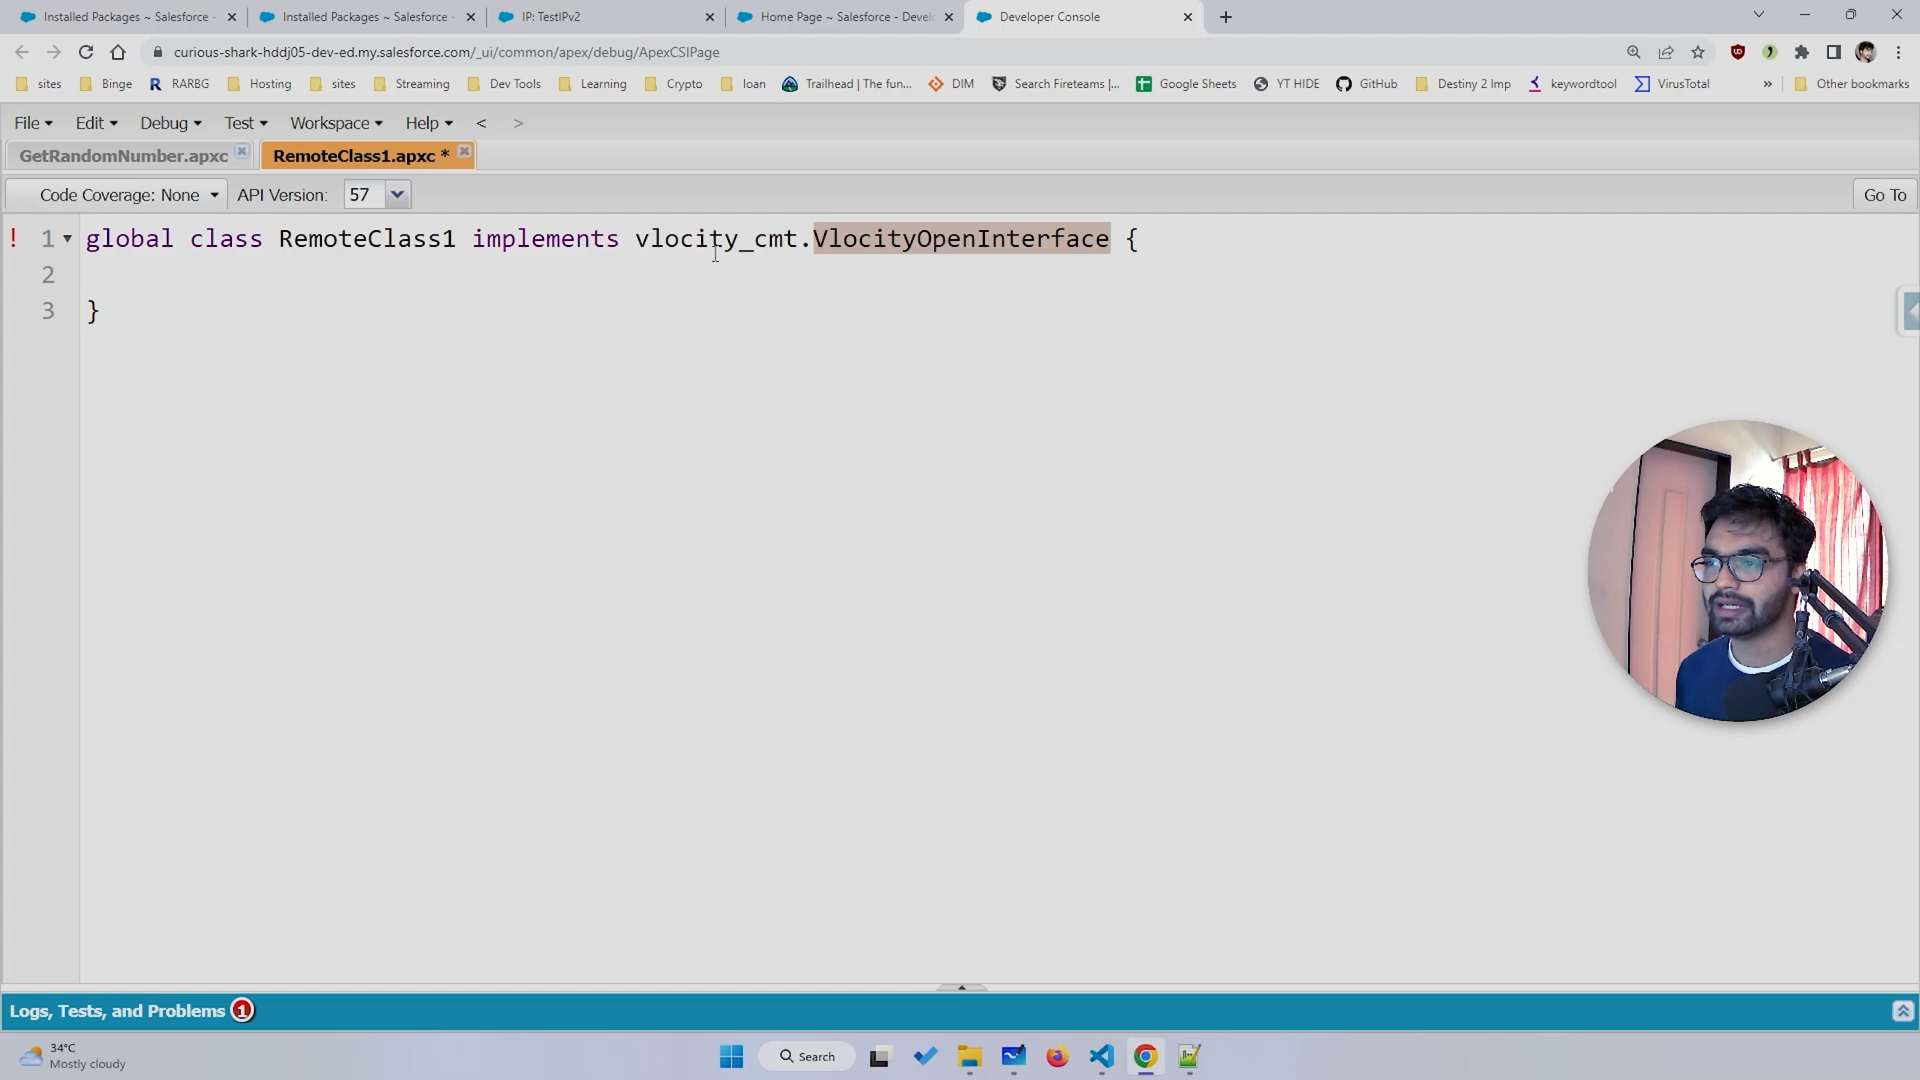 Installed Packages ~ Salesforce - Installed Packages ~ Salesforce - IP: TestIPv2 Home Page ~ Salesforce - Devel Developer Console
curious-shark-hddj05-dev-ed.my.salesforce.com/_ui/common/apex/debug/ApexCSIPage
sites Binge RARBG Hosting sites Streaming Dev Tools Learning Crypto loan Trailhead | The fun... DIM Search Fireteams |... Google Sheets YT HIDE GitHub Destiny 2 Imp keywordtool VirusTotal » Other bookmarks
File Edit Debug Test Workspace Help < >
GetRandomNumber.apxc RemoteClass1.apxc *
Code Coverage: None API Version: 57 Go To
! 1 global class RemoteClass1 implements vlocity_cmt.VlocityOpenInterface {
2
3 }
Logs, Tests, and Problems 1
34°C
Mostly cloudy
Search